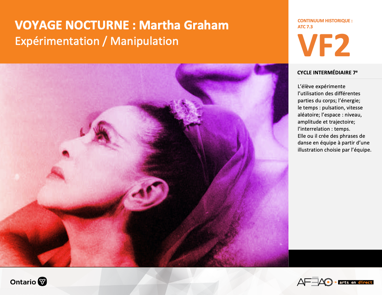 VOYAGE NOCTURNE : Martha Graham
Expérimentation / Manipulation
CONTINUUM HISTORIQUE :
477, 7.3
VF2
CYCLE INTERMÉDIAIRE 7e
L'élève expérimente
l'utilisation des différentes
parties du corps; l'énergie;
le temps : pulsation, vitesse
aléatoire; l'espace : niveau,
amplitude et trajectoire;
l'interrelation : temps.
Elle ou il crée des phrases de
danse en équipe à partir d'une
illustration choisie par l'équipe.
Ontario
AFEAO
arts en direct